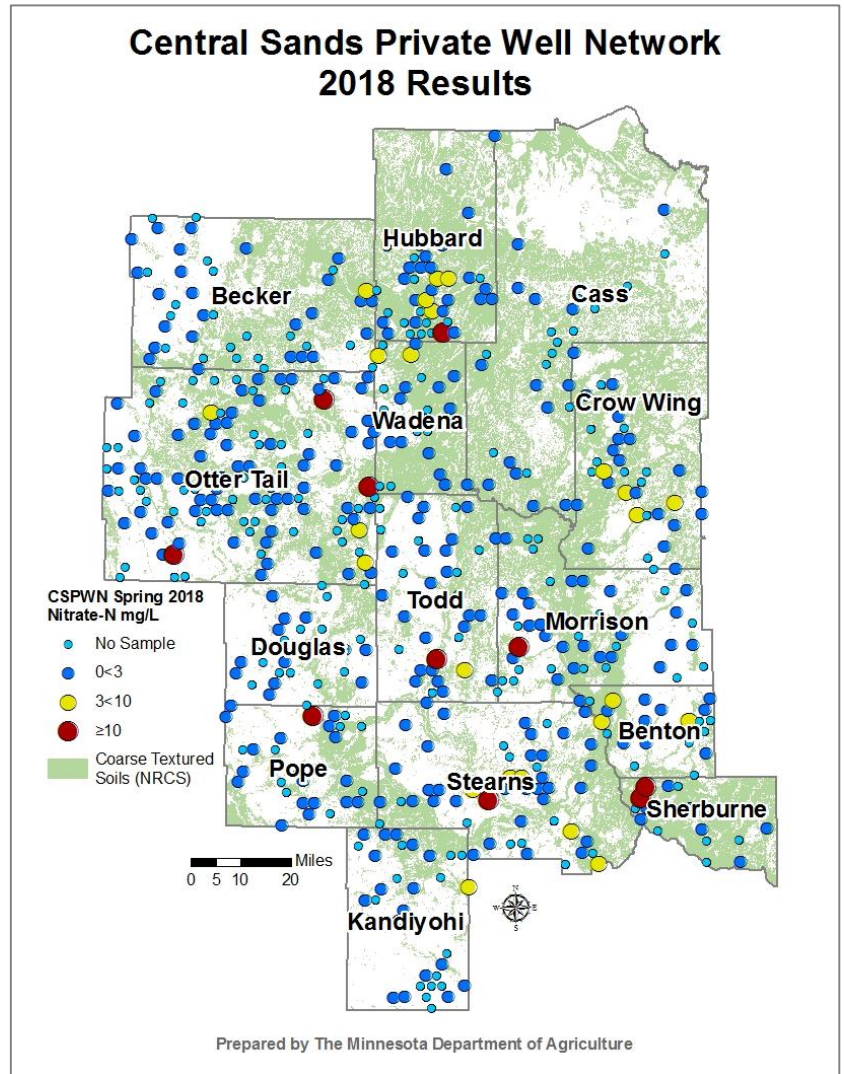 Central Sands Private Well Network
2018 Results
Hubbard
Becker
Cass
Crow Wing
Wadena
Otter Tail
CSPWN Spring 2018
Nitrate-N mg/L
No Sample
0<3
3<10
≥10
Coarse Textured
Soils (NRCS)
Todd
Morrison
Douglas
Benton
Pope
Stearns
Sherburne
Miles
0 5 10 20
Kandiyohi
N
W E
S
Prepared by The Minnesota Department of Agriculture